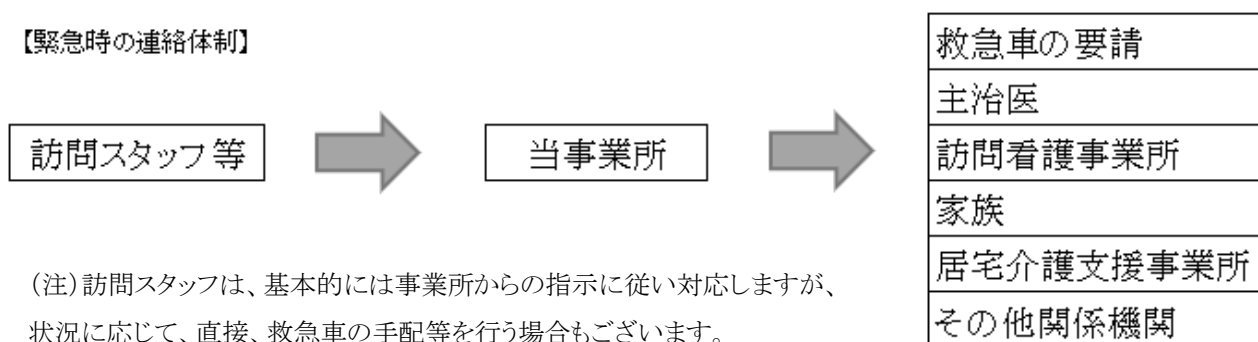 【緊急時の連絡体制】
訪問スタッフ等
当事業所
救急車の要請
主治医
訪問看護事業所
家族
居宅介護支援事業所
その他関係機関
（注）訪問スタッフは、基本的には事業所からの指示に従い対応しますが、
状況に応じて、直接、救急車の手配等を行う場合もございます。